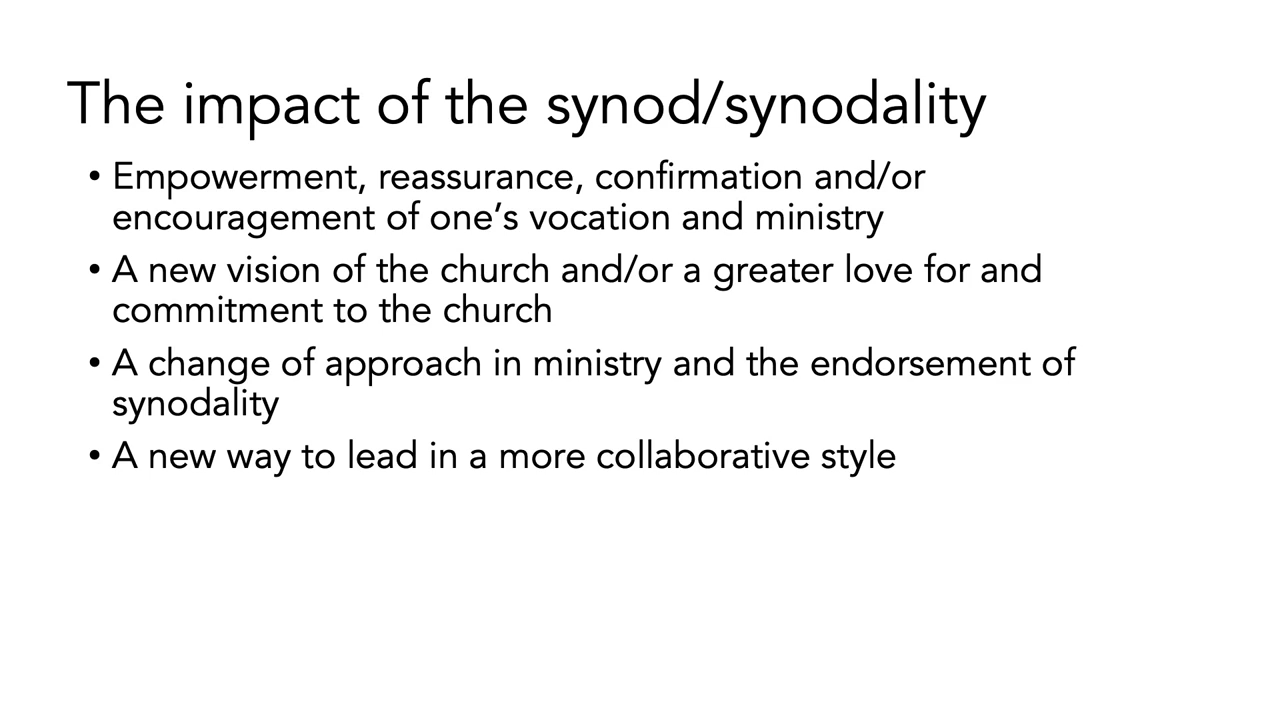 The impact of the synod/synodality
• Empowerment, reassurance, confirmation and/or
encouragement of one’s vocation and ministry
• A new vision of the church and/or a greater love for and
commitment to the church
• A change of approach in ministry and the endorsement of
synodality
• A new way to lead in a more collaborative style